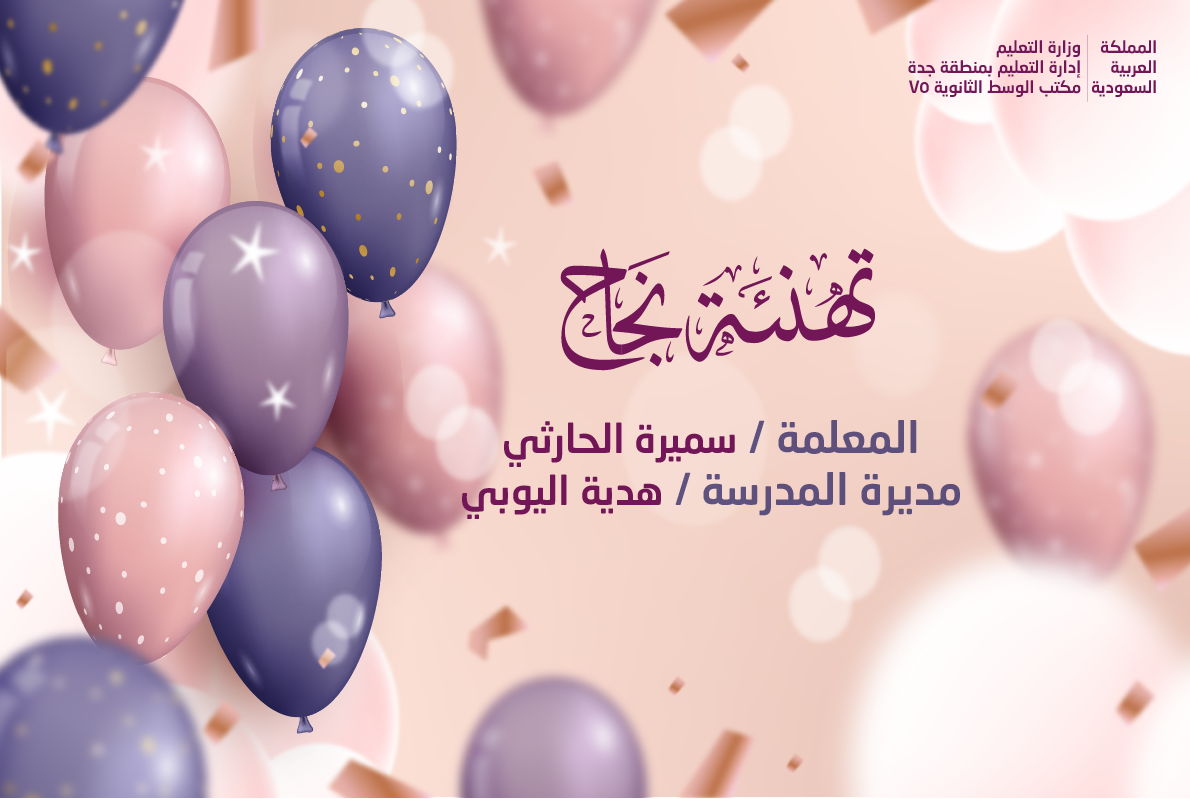 المملكة
العربية
السعودية
وزارة التعليم
إدارة التعليم بمنطقة جدة
مكتب الوسط الثانوية ٧٥
تهنئة نجاح
المعلمة / سميرة الحارثي
مديرة المدرسة / هدية اليوبي